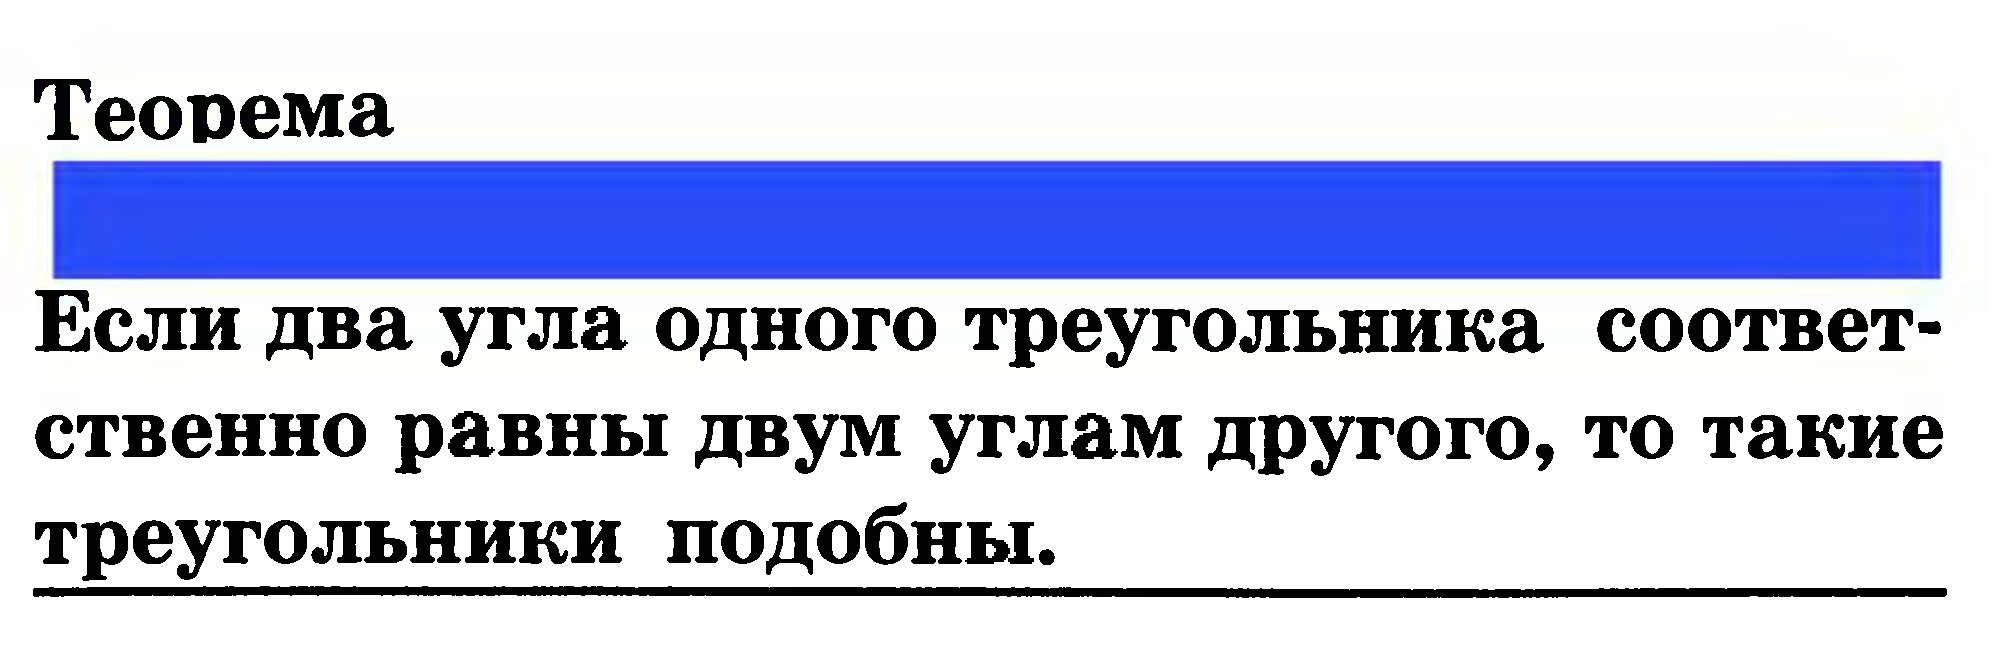 Теорема
Если два угла одного треугольника соответ-
ственно равны двум углам другого, то такие
треугольники подобны.